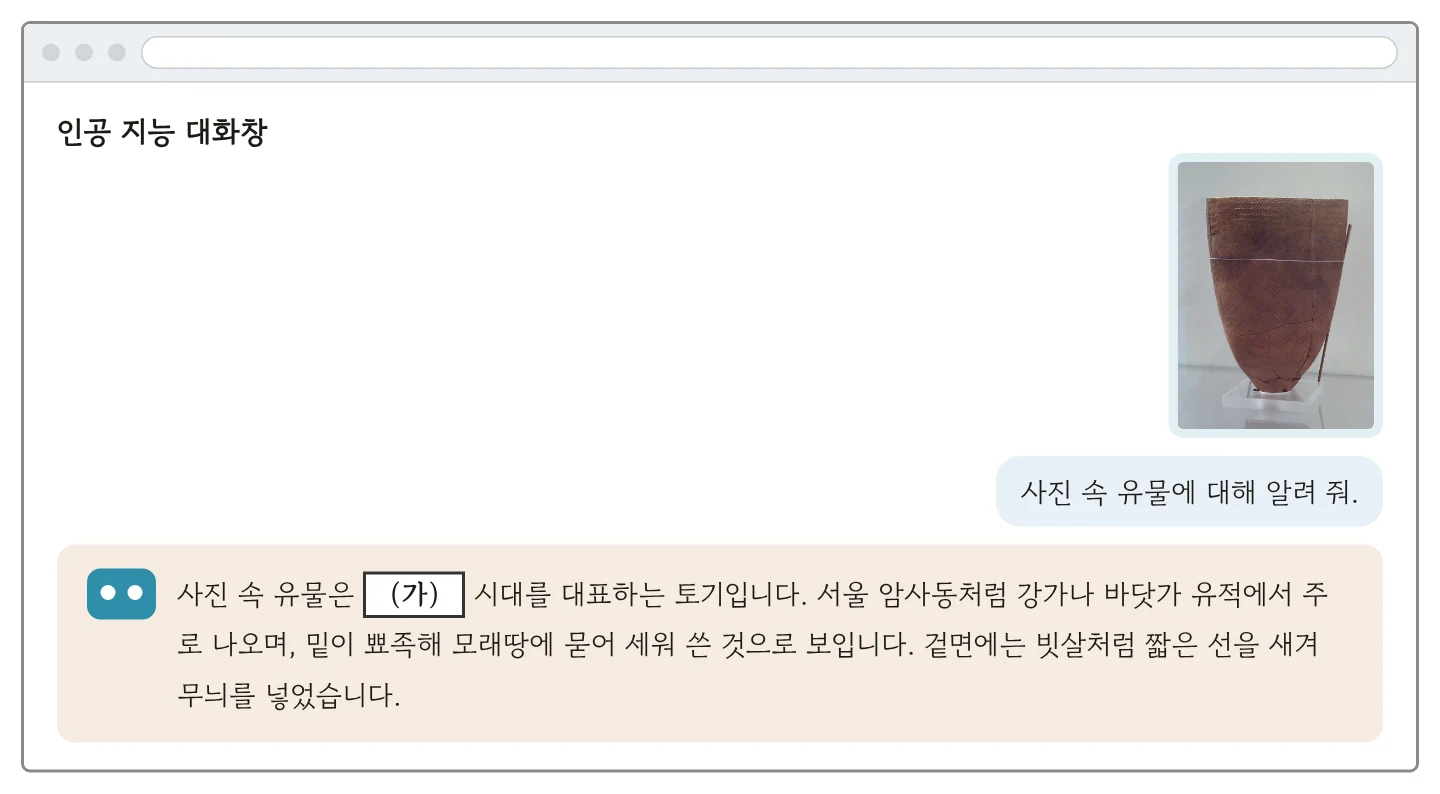 인공 지능 대화창
사진 속 유물에 대해 알려 줘.
사진 속 유물은 (가) 시대를 대표하는 토기입니다. 서울 암사동처럼 강가나 바닷가 유적에서 주
로 나오며, 밑이 뾰족해 모래땅에 묻어 세워 쓴 것으로 보입니다. 겉면에는 빗살처럼 짧은 선을 새겨
무늬를 넣었습니다.